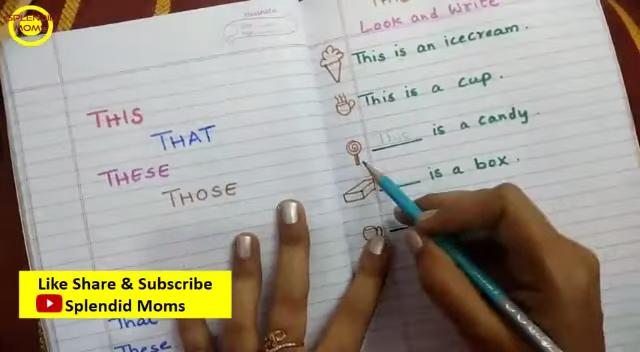 SPLENDID
MOMS
THIS
THAT
THESE
THOSE
That
These
Look and Write
This is an icecream.
This is a cup.
This is a candy.
is a box.
Like Share & Subscribe
Splendid Moms